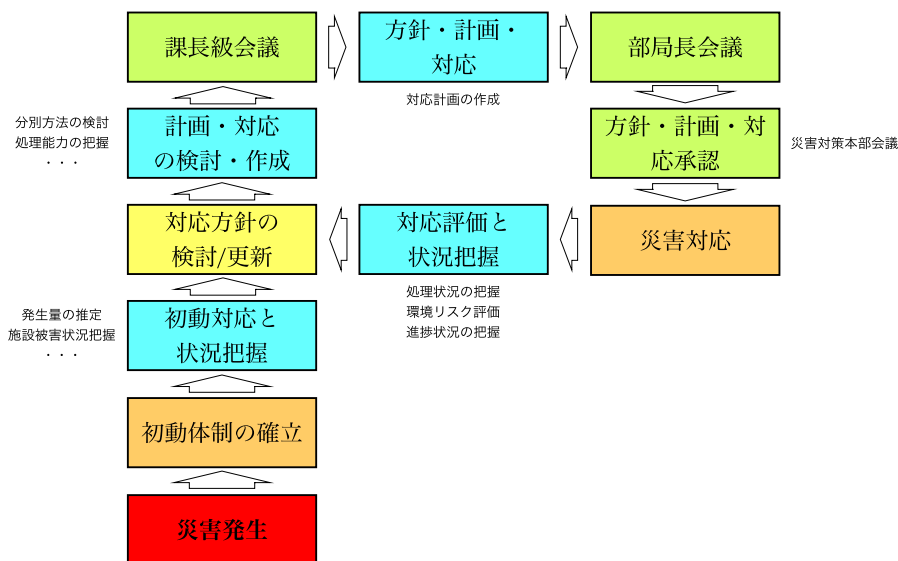 課長級会議
方針・計画・
対応
部局長会議
対応計画の作成
分別方法の検討
処理能力の把握
・・・
計画・対応
の検討・作成
方針・計画・対
応承認
災害対策本部会議
対応方針の
検討/更新
対応評価と
状況把握
災害対応
処理状況の把握
環境リスク評価
進捗状況の把握
発生量の推定
施設被害状況把握
・・・
初動対応と
状況把握
初動体制の確立
災害発生